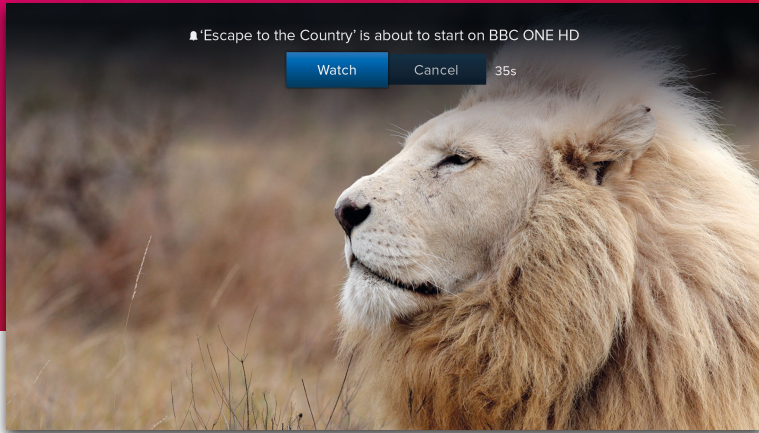 ‘Escape to the Country’ is about to start on BBC ONE HD
Watch Cancel 35s